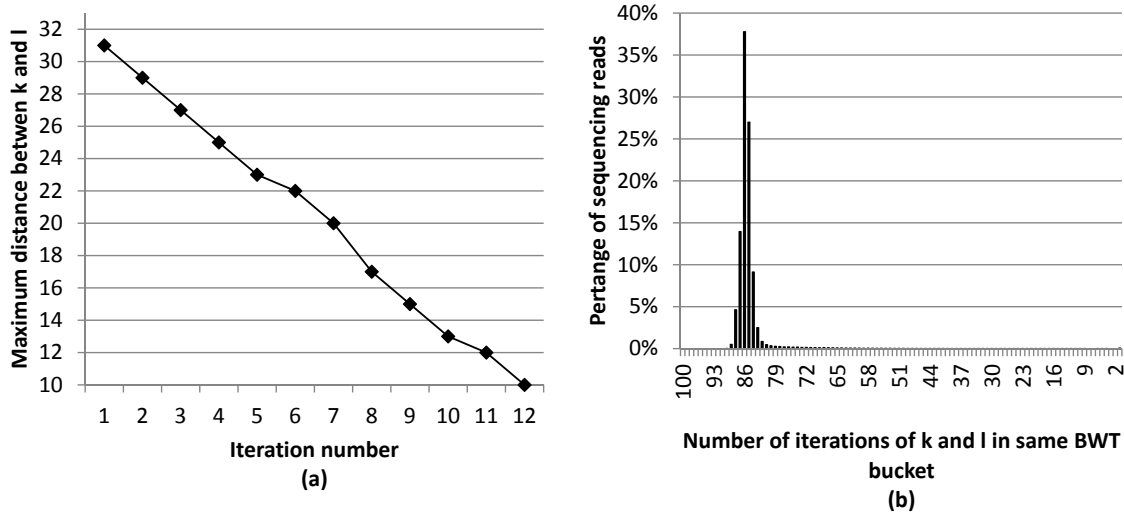 Maximum distance betwen k and l
32
30
28
26
24
22
20
18
16
14
12
10
1 2 3 4 5 6 7 8 9 10 11 12
Iteration number
(a)
Pertange of sequencing reads
40%
35%
30%
25%
20%
15%
10%
5%
0%
100 93 86 79 72 65 58 51 44 37 30 23 16 9 2
Number of iterations of k and l in same BWT
bucket
(b)